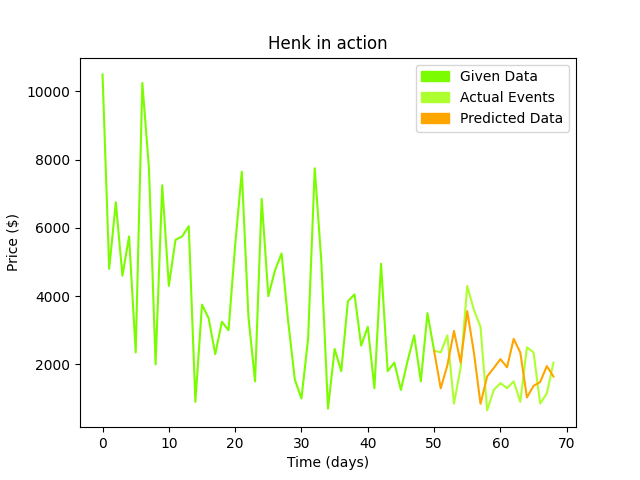 Henk in action
Given Data
Actual Events
Predicted Data
Price ($)
10000
8000
6000
4000
2000
0 10 20 30 40 50 60 70
Time (days)